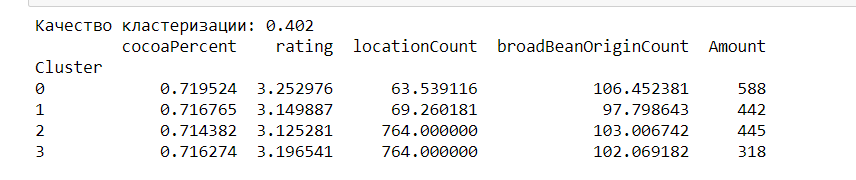 Качество кластеризации: 0.402
cocoaPercent rating locationCount broadBeanOriginCount Amount
Cluster
0 0.719524 3.252976 63.539116 106.452381 588
1 0.716765 3.149887 69.260181 97.798643 442
2 0.714382 3.125281 764.000000 103.006742 445
3 0.716274 3.196541 764.000000 102.069182 318